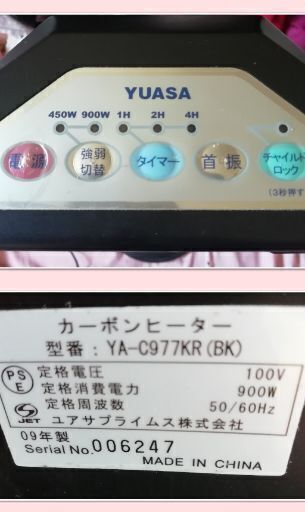 YUASA
450W 900W 1H 2H 4H
電源 強弱切替 タイマー 首・振 チャイルドロック
(3秒押す
カーボンヒーター
型番:YA-C977KR(BK)
PSE 定格電圧 100V
定格消費電力 900W
定格周波数 50/60Hz
JET ユアサプライムス株式会社
09年製
Serial No.006247
MADE IN CHINA